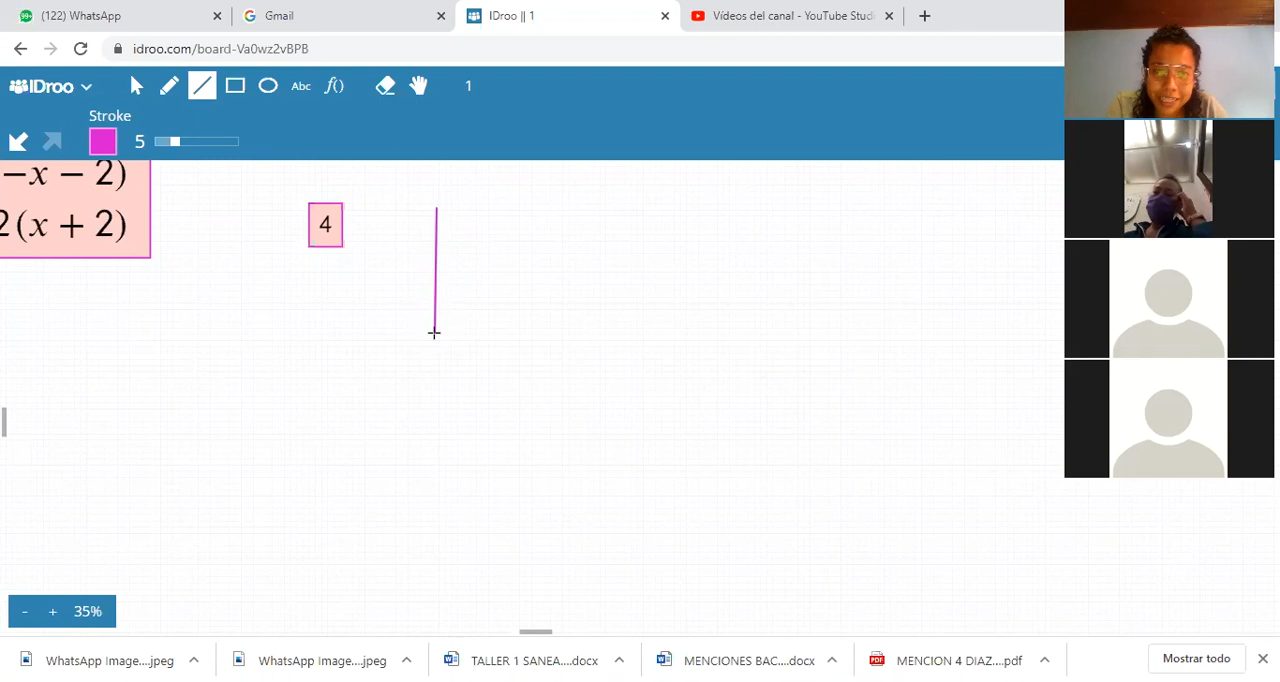 (122) WhatsApp
Gmail
IDroo || 1
Vídeos del canal - YouTube Stud
idroo.com/board-Va0wz2vBPB
IDroo
Abc
f()
1
Stroke
5
−x − 2)
2(x + 2)
4
- + 35%
WhatsApp Image....jpeg
WhatsApp Image....jpeg
TALLER 1 SANEA....docx
MENCIONES BAC....docx
MENCION 4 DIAZ....pdf
Mostrar todo